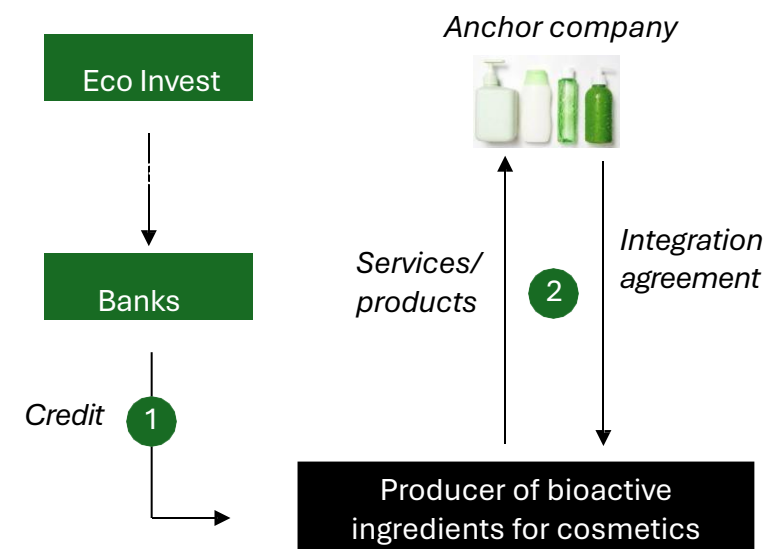 Anchor company
Eco Invest
Banks
Services/
products
2
Integration
agreement
Credit
1
Producer of bioactive
ingredients for cosmetics